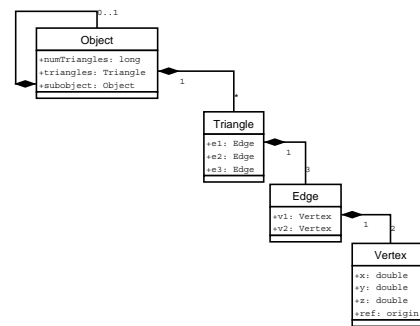 0..1
Object
+numTriangles: long
+triangles: Triangle
+subobject: Object
1
*
Triangle
+e1: Edge
+e2: Edge
+e3: Edge
1
3
Edge
+v1: Vertex
+v2: Vertex
1
2
Vertex
+x: double
+y: double
+z: double
+ref: origin